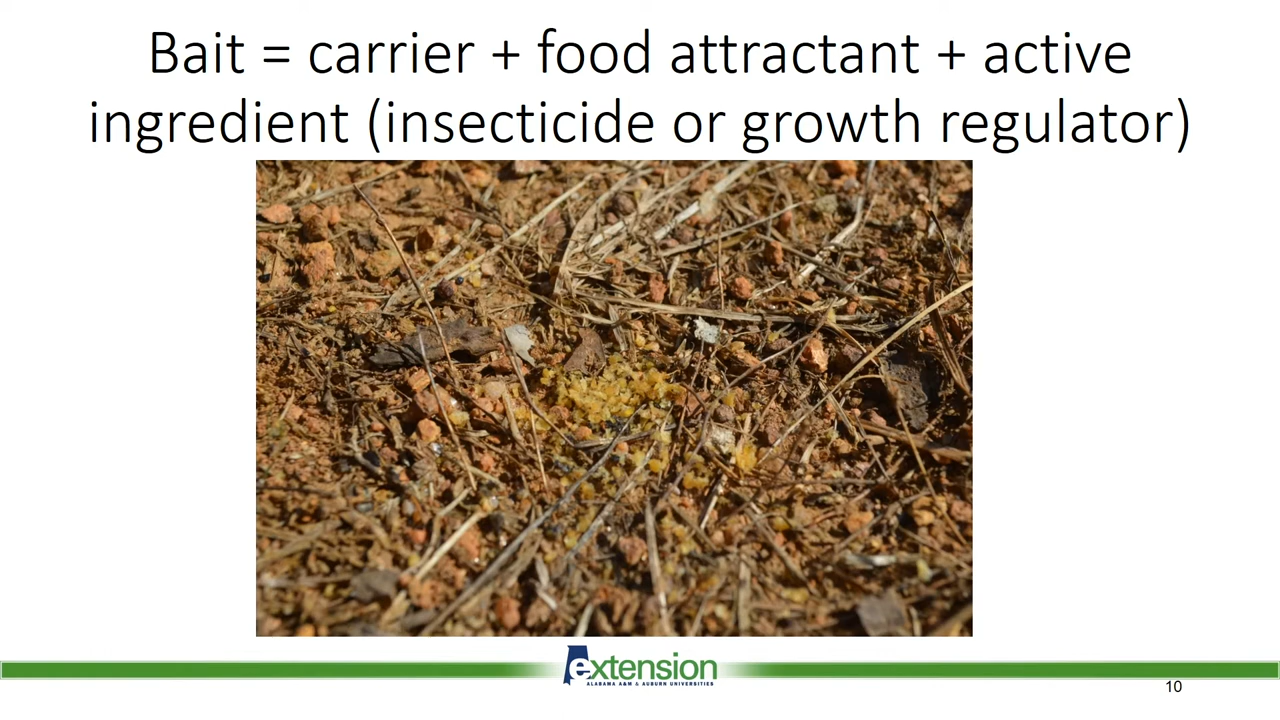 Bait = carrier + food attractant + active
ingredient (insecticide or growth regulator)
extension
ALABAMA A&M & AUBURN UNIVERSITIES
10